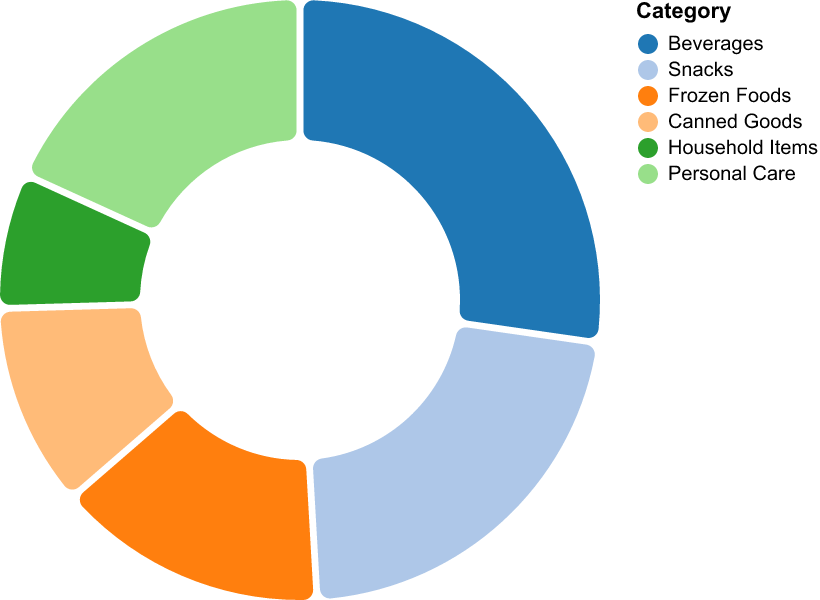 Category
Beverages
Snacks
Frozen Foods
Canned Goods
Household Items
Personal Care